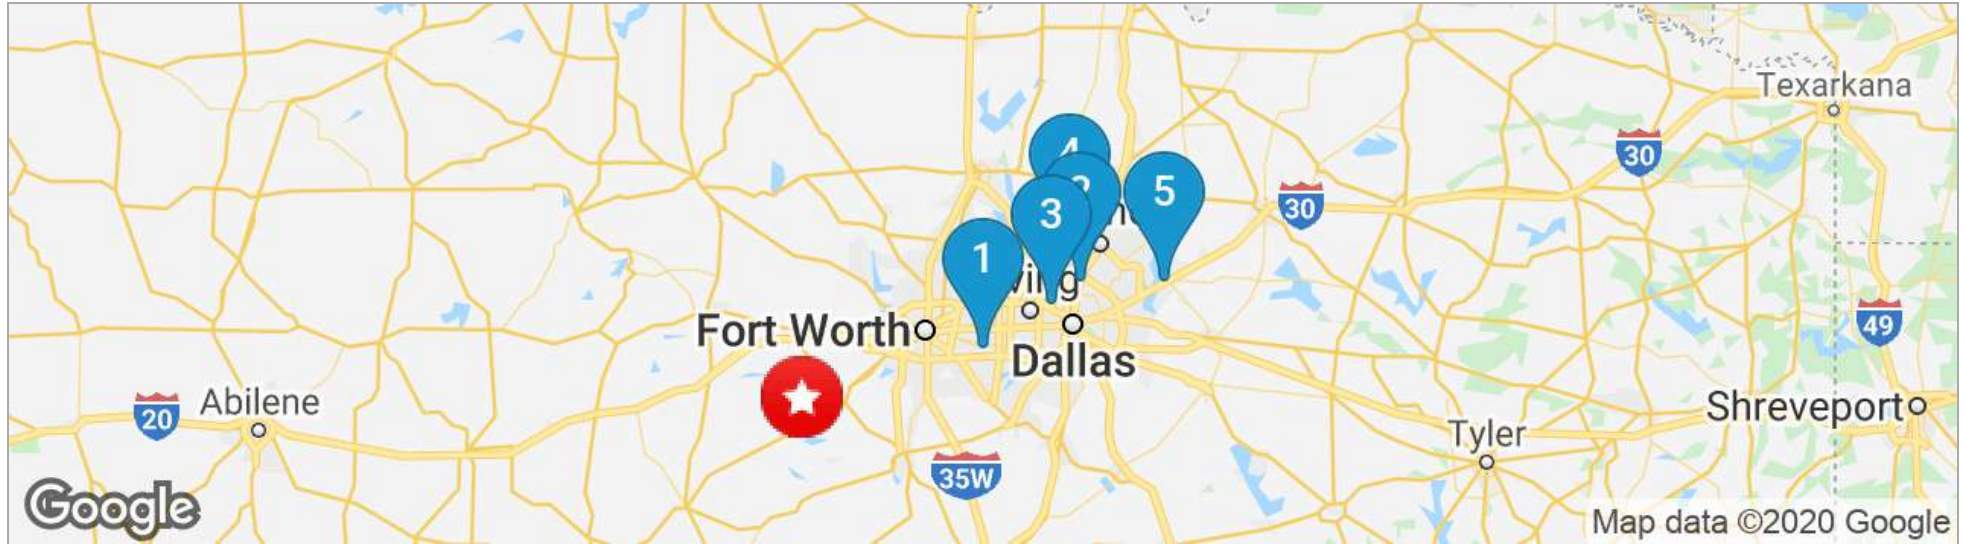 Texarkana
4
30
5
30
3
1
Fort Worth
Dallas
49
Abilene
20
Shreveport
Tyler
35W
Google
Map data ©2020 Google